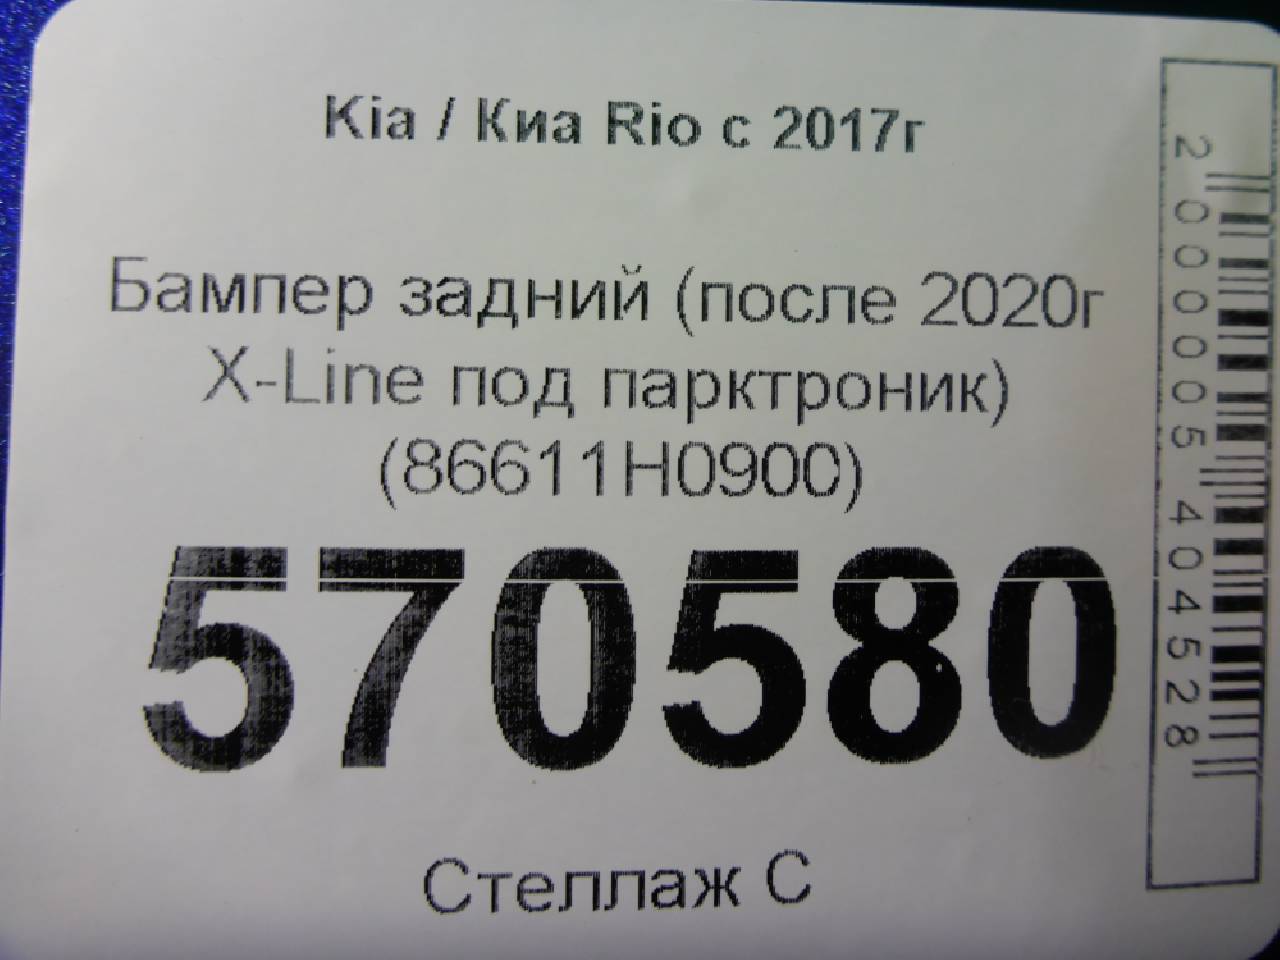 Kia / Киа Rio с 2017г
Бампер задний (после 2020г
X-Line под парктроник)
(86611H0900)
570580
Стеллаж С
2000005404528